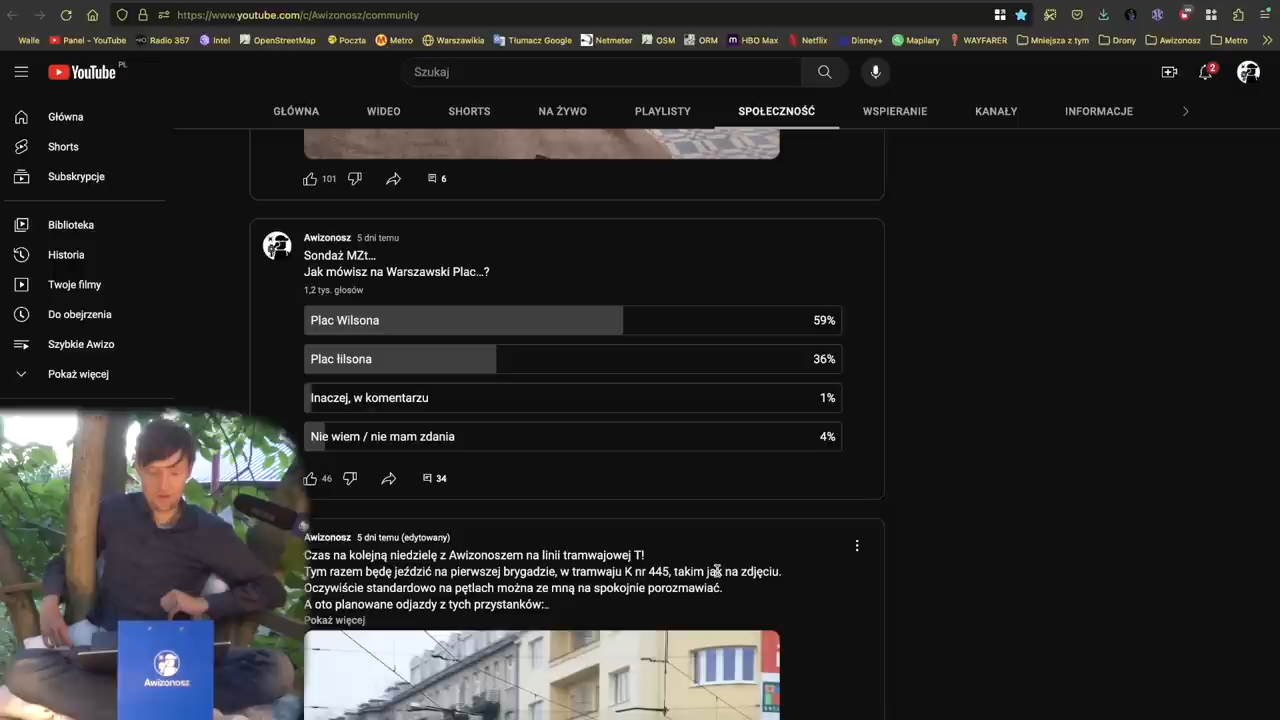 https://www.youtube.com/c/Awizonosz/community
Walle
Panel - YouTube
Radio 357
Intel
OpenStreetMap
Poczta
Metro
Warszawikia
Tłumacz Google
Netmeter
OSM
ORM
HBO Max
Netflix
Disney+
Mapilary
WAYFARER
Mniejsza z tym
Drony
Awizonosz
Metro
YouTube PL
Szukaj
2
GŁÓWNA
WIDEO
SHORTS
NA ŻYWO
PLAYLISTY
SPOŁECZNOŚĆ
WSPIERANIE
KANAŁY
INFORMACJE
Główna
Shorts
Subskrypcje
Biblioteka
Historia
Twoje filmy
Do obejrzenia
Szybkie Awizo
Pokaż więcej
101
6
Awizonosz 5 dni temu
Sondaż MZt...
Jak mówisz na Warszawski Plac...?
1,2 tys. głosów
Plac Wilsona 59%
Plac łilsona 36%
Inaczej, w komentarzu 1%
Nie wiem / nie mam zdania 4%
46
34
Awizonosz 5 dni temu (edytowany)
Czas na kolejną niedzielę z Awizonoszem na linii tramwajowej T!
Tym razem będę jeździć na pierwszej brygadzie, w tramwaju K nr 445, takim jak na zdjęciu.
Oczywiście standardowo na pętlach można ze mną na spokojnie porozmawiać.
A oto planowane odjazdy z tych przystanków:...
Pokaż więcej
Awizonosz